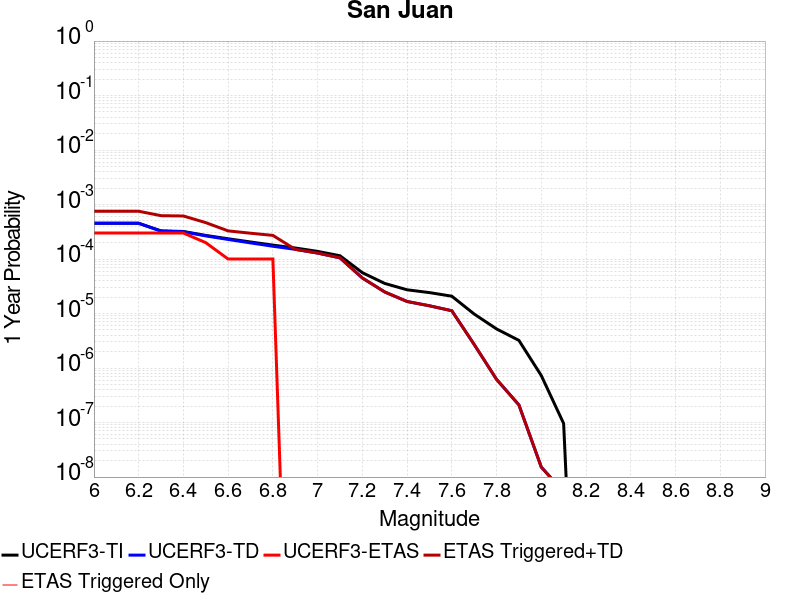 San Juan
10^0
10^-1
10^-2
10^-3
10^-4
10^-5
10^-6
10^-7
10^-8
1 Year Probability
6 6.2 6.4 6.6 6.8 7 7.2 7.4 7.6 7.8 8 8.2 8.4 8.6 8.8 9
Magnitude
UCERF3-TI UCERF3-TD UCERF3-ETAS ETAS Triggered+TD
ETAS Triggered Only